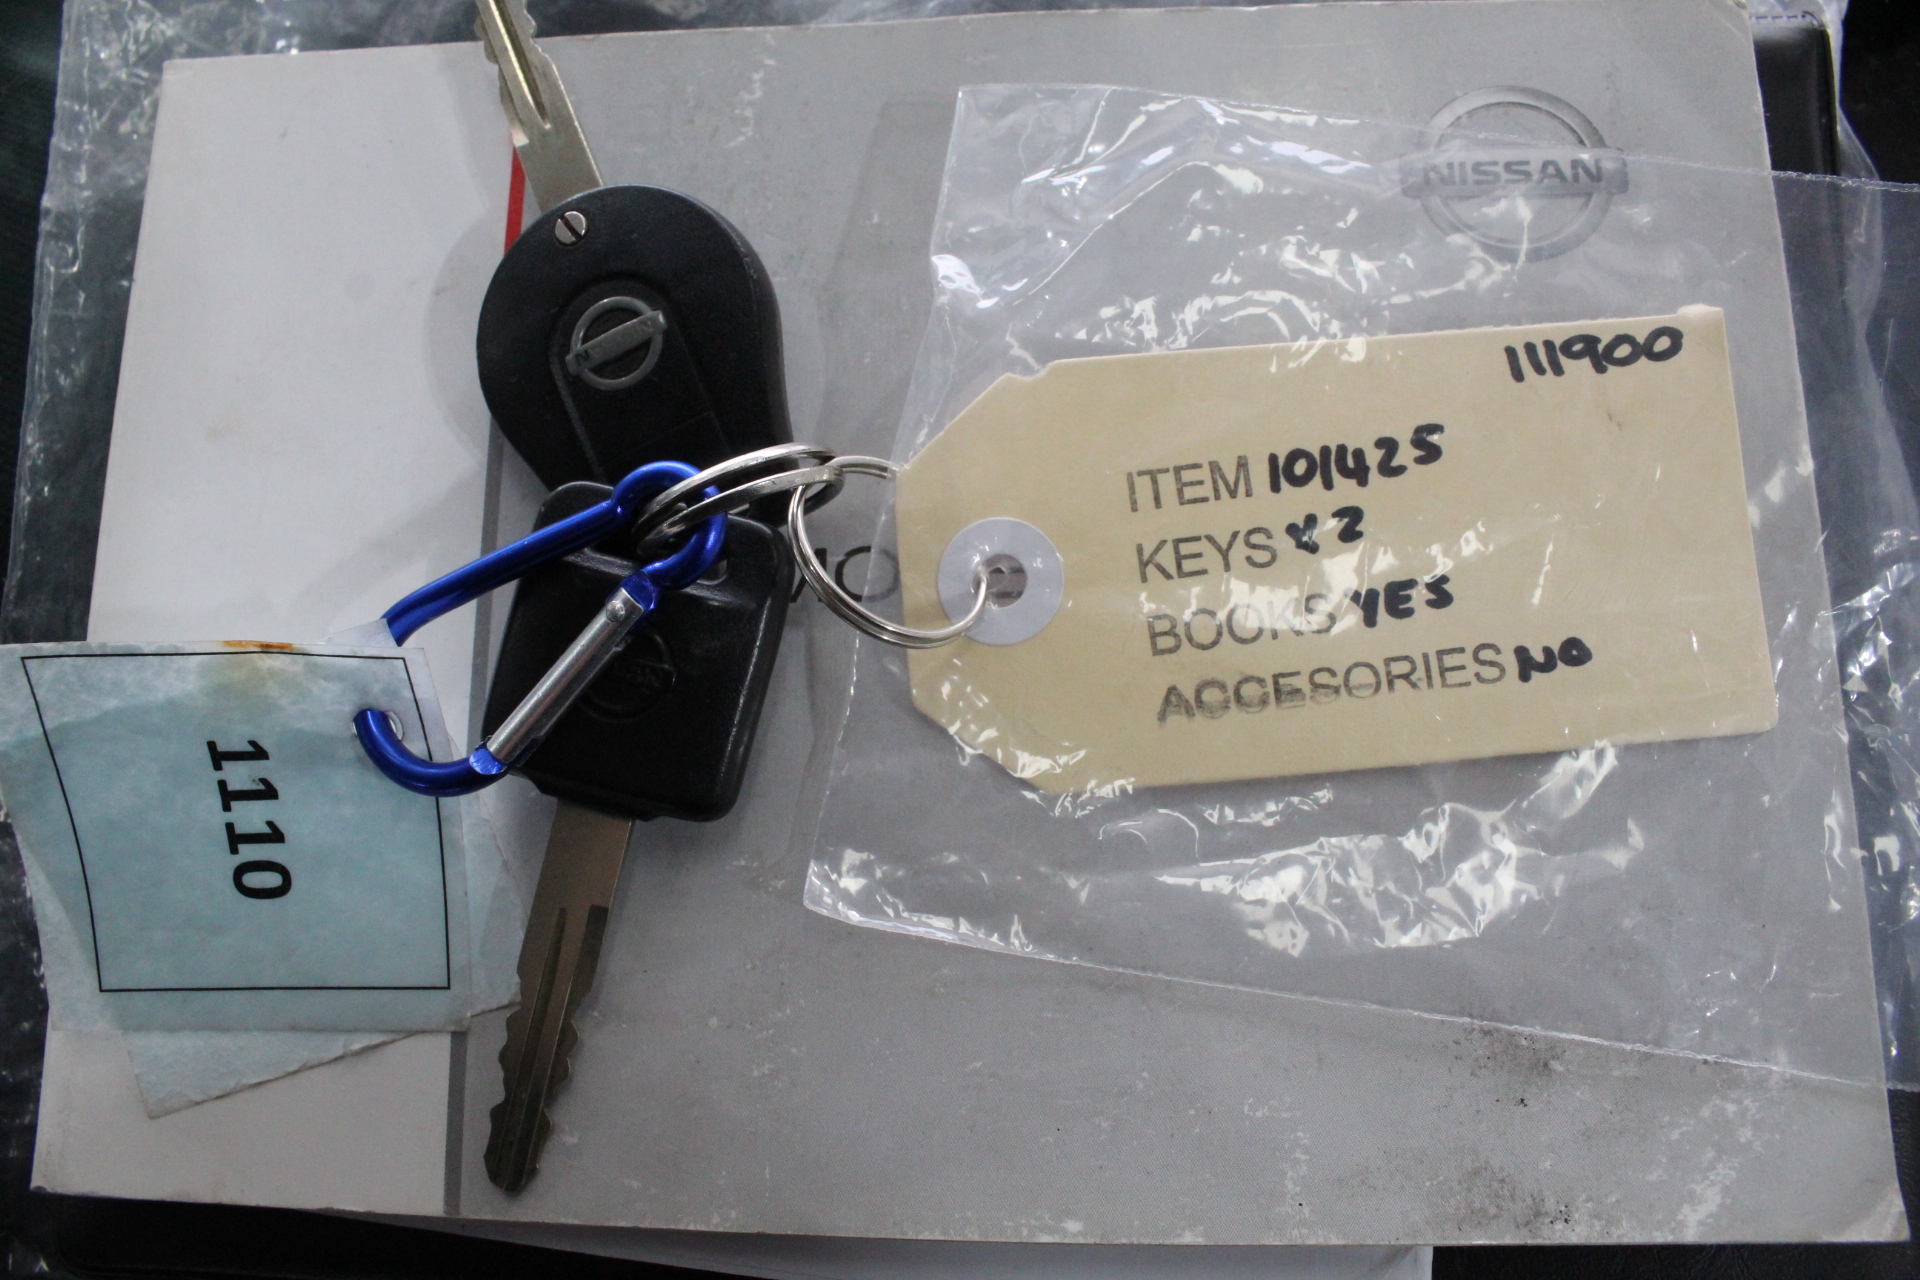 NISSAN
111900
ITEM 101425
KEYS x2
BOOKS YES
ACCESORIES NO
1110